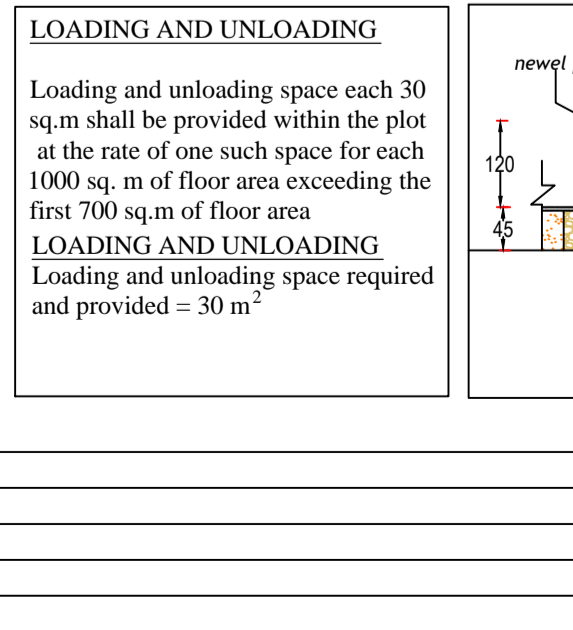 LOADING AND UNLOADING
Loading and unloading space each 30
sq.m shall be provided within the plot
at the rate of one such space for each
1000 sq. m of floor area exceeding the
first 700 sq.m of floor area
LOADING AND UNLOADING
Loading and unloading space required
and provided = 30 m²
newel
120
45